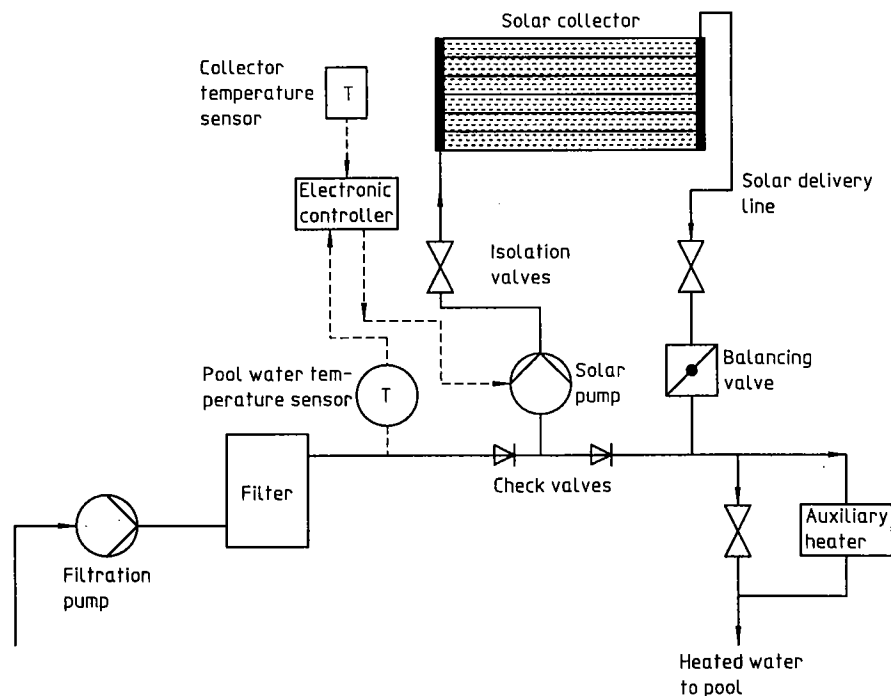 Solar collector
Collector
temperature
sensor
T
Electronic
controller
Solar delivery
line
Isolation
valves
Pool water tem-
perature sensor
T
Solar
pump
Balancing
valve
Filter
Check valves
Auxiliary
heater
Filtration
pump
Heated water
to pool